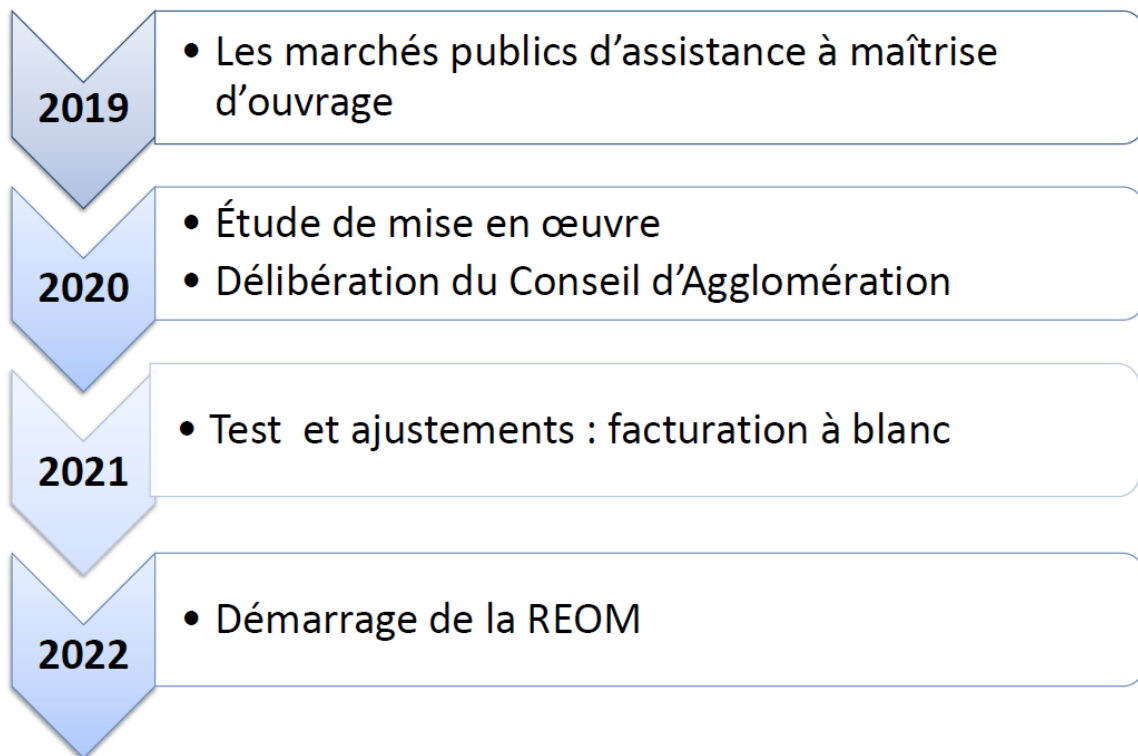 2019
• Les marchés publics d’assistance à maîtrise
d’ouvrage
2020
• Étude de mise en œuvre
• Délibération du Conseil d’Agglomération
2021
• Test et ajustements : facturation à blanc
2022
• Démarrage de la REOM